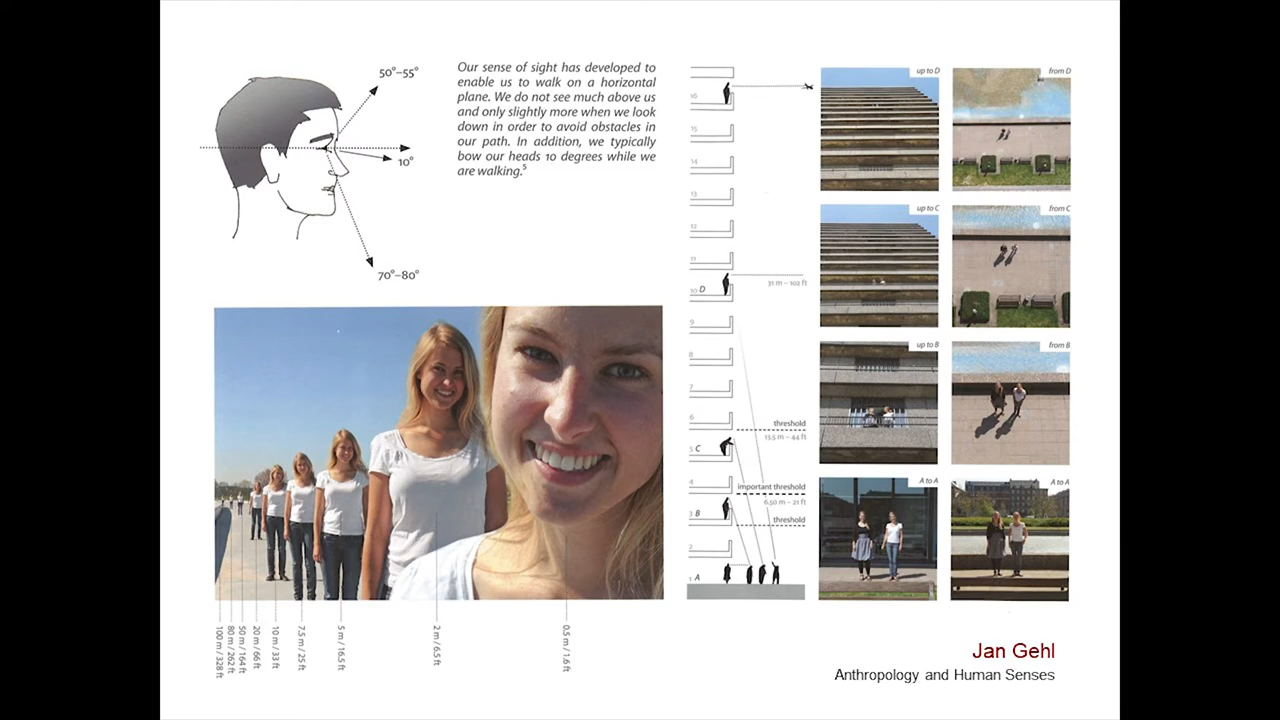 50°–55°
10°
70°–80°
Our sense of sight has developed to
enable us to walk on a horizontal
plane. We do not see much above us
and only slightly more when we look
down in order to avoid obstacles in
our path. In addition, we typically
bow our heads 10 degrees while we
are walking.5
100 m / 328 ft
80 m / 262 ft
50 m / 164 ft
20 m / 66 ft
10 m / 33 ft
7.5 m / 25 ft
5 m / 16.5 ft
2 m / 6.5 ft
0.5 m / 1.6 ft
16
15
14
13
12
11
10 D
31 m – 102 ft
9
8
7
6
threshold
13.5 m – 44 ft
5 C
4
important threshold
6.50 m – 21 ft
3 B
threshold
2
1 A
up to D
from D
up to C
from C
up to B
from B
A to A
A to A
Jan Gehl
Anthropology and Human Senses